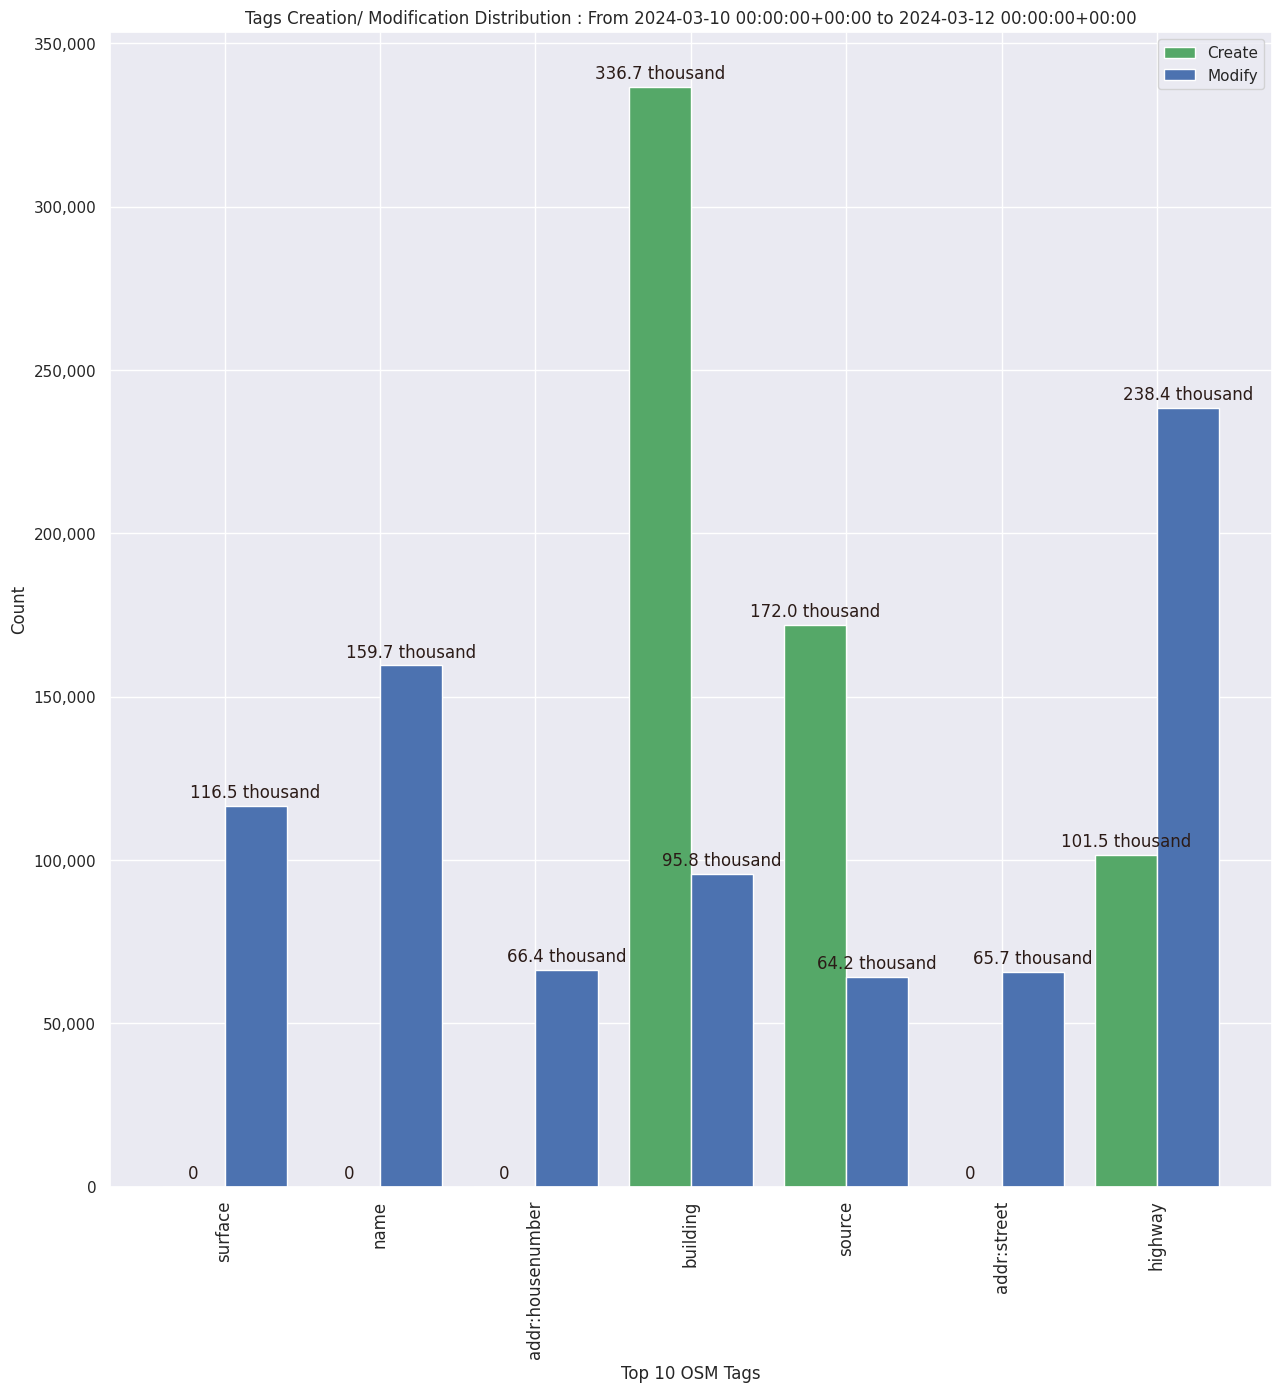 Tags Creation/ Modification Distribution : From 2024-03-10 00:00:00+00:00 to 2024-03-12 00:00:00+00:00
Create
Modify
350,000
300,000
250,000
200,000
150,000
100,000
50,000
0
Count
336.7 thousand
238.4 thousand
172.0 thousand
159.7 thousand
116.5 thousand
101.5 thousand
95.8 thousand
66.4 thousand
64.2 thousand
65.7 thousand
0
0
0
0
surface
name
addr:housenumber
building
source
addr:street
highway
Top 10 OSM Tags